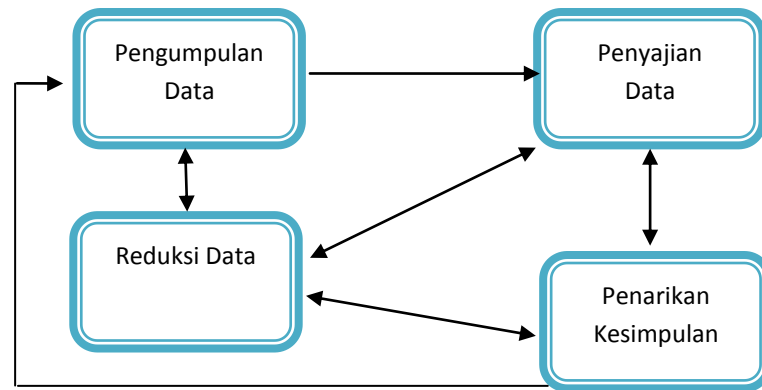 Pengumpulan
Data
Penyajian
Data
Reduksi Data
Penarikan
Kesimpulan